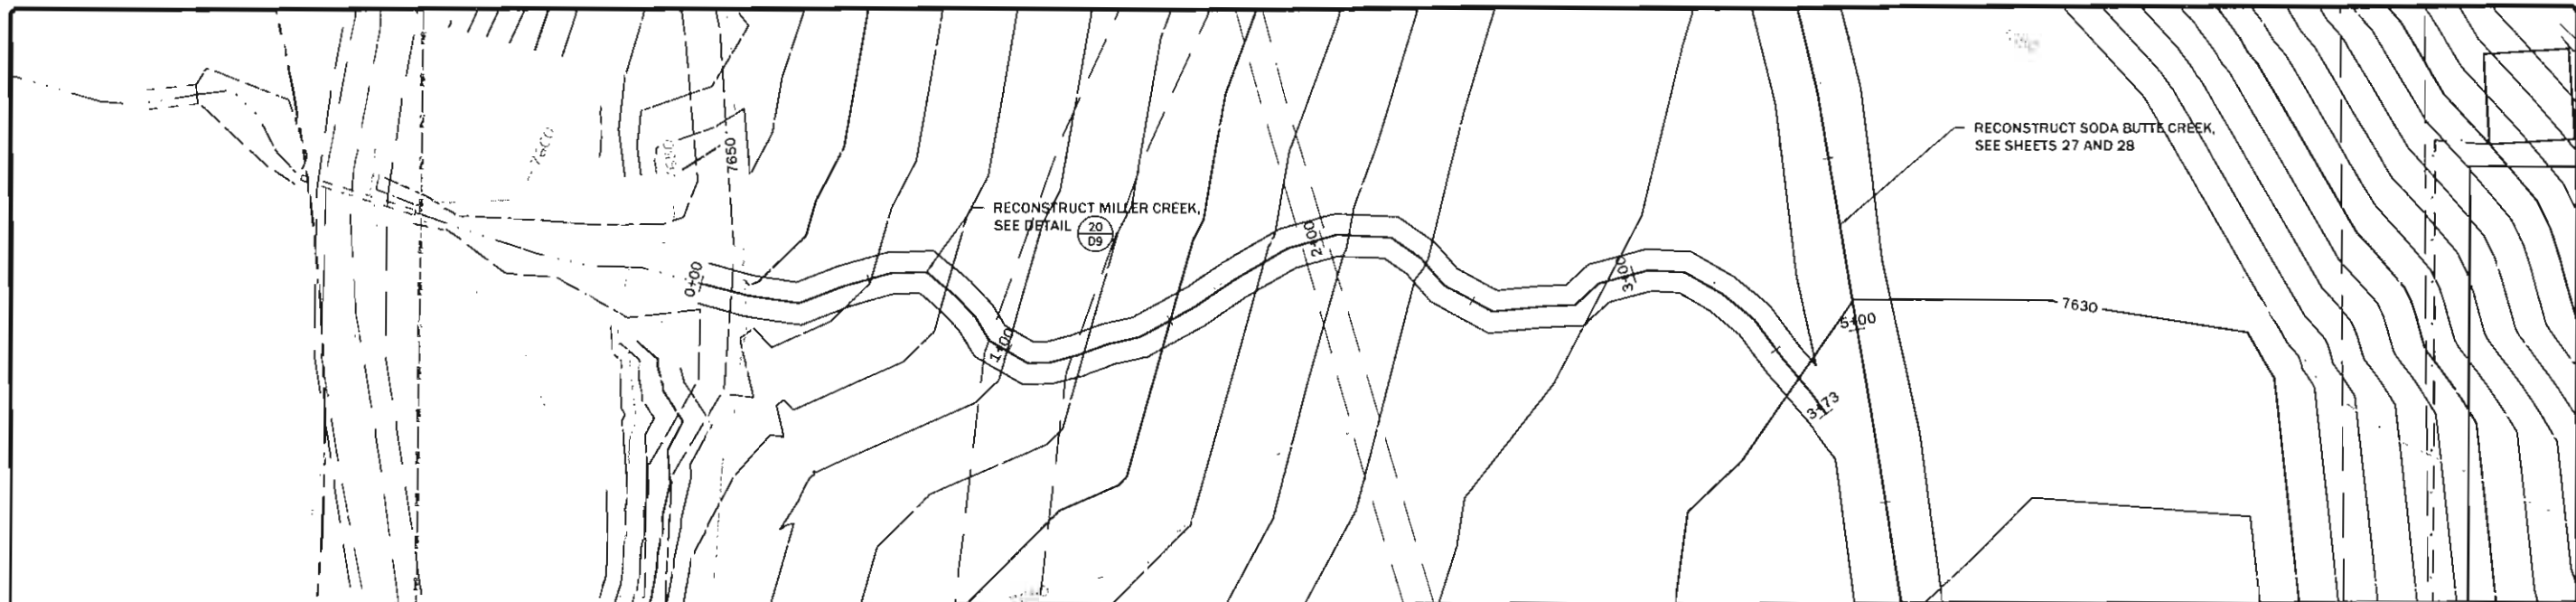 RECONSTRUCT SODA BUTTE CREEK,
SEE SHEETS 27 AND 28
7600
7650
RECONSTRUCT MILLER CREEK,
SEE DETAIL 20
D9
0+00
1+00
2+00
3+00
3+73
5+00
7630